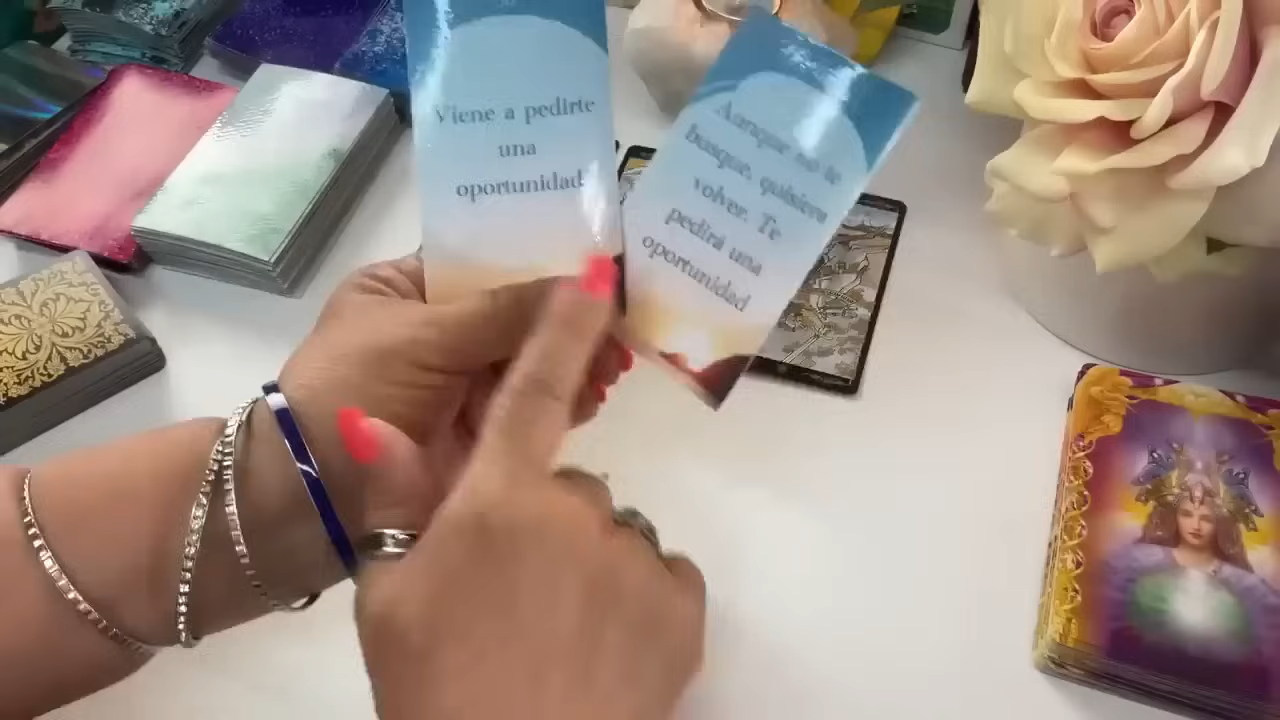 Viene a pedirte
una
oportunidad
Aunque no te
busque, quisiera
volver. Te
pedirá una
oportunidad